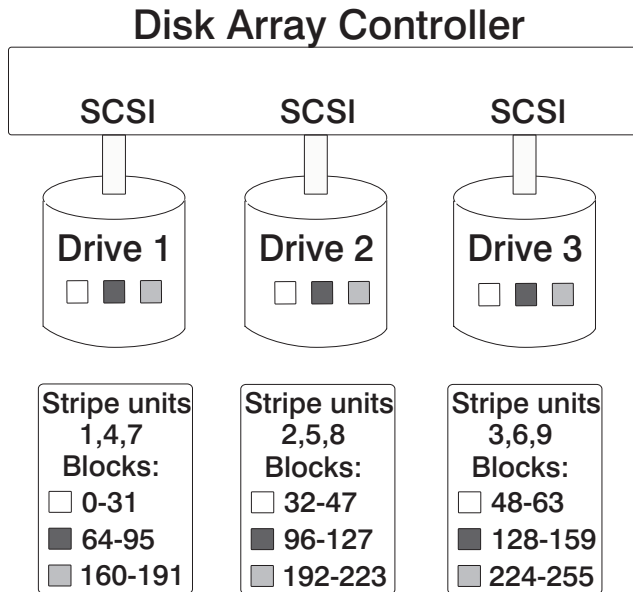 Disk Array Controller
SCSI SCSI SCSI
Drive 1 Drive 2 Drive 3
Stripe units
1,4,7
Blocks:
0-31
64-95
160-191
Stripe units
2,5,8
Blocks:
32-47
96-127
192-223
Stripe units
3,6,9
Blocks:
48-63
128-159
224-255